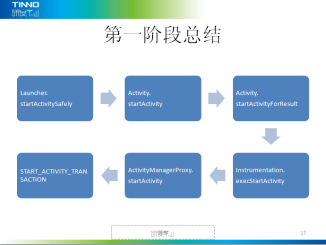 TINNO
第一阶段总结
Launcher.
startActivitySafely
Activity.
startActivity
Activity.
startActivityForResult
START_ACTIVITY_TRAN
SACTION
ActivityManagerProxy.
startActivity
Instrumentation.
execStartActivity
17